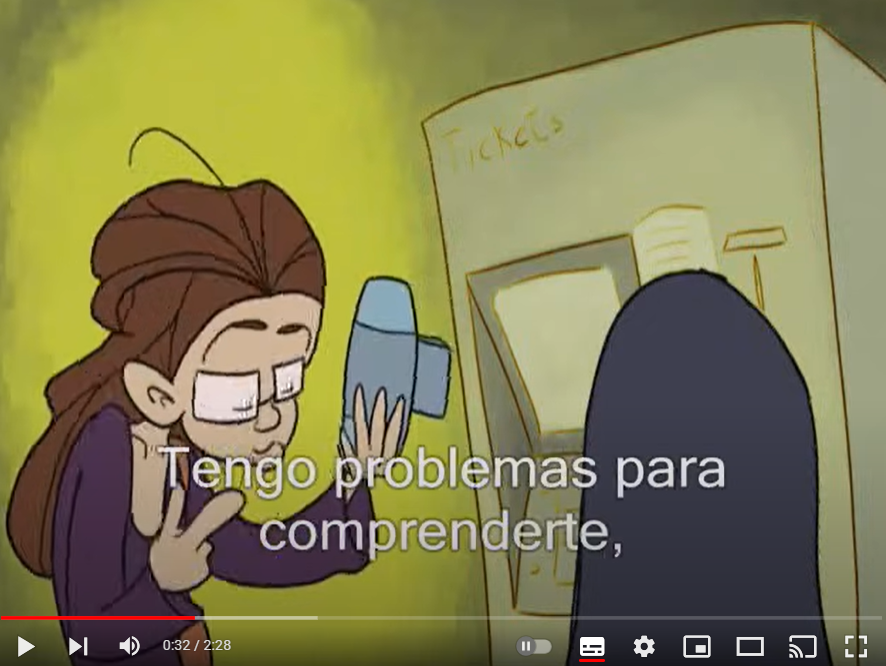 Tickets
Tengo problemas para
comprenderte,
0:32 / 2:28